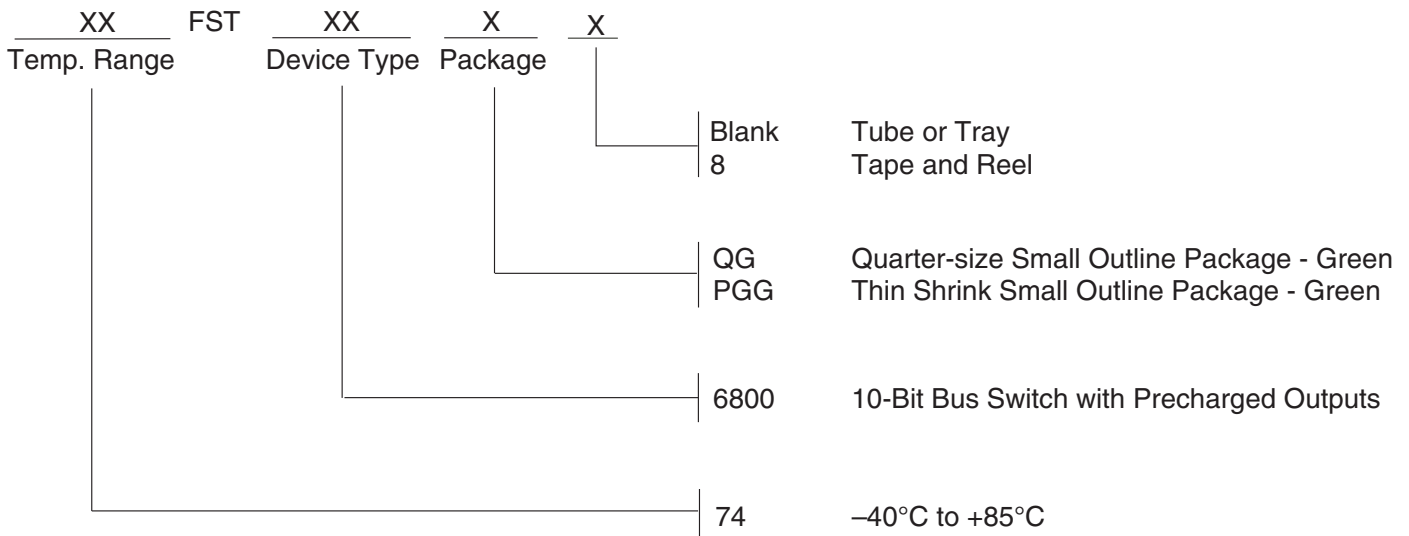 XX FST XX X X
Temp. Range Device Type Package
Blank Tube or Tray
8 Tape and Reel
QG Quarter-size Small Outline Package - Green
PGG Thin Shrink Small Outline Package - Green
6800 10-Bit Bus Switch with Precharged Outputs
74 –40°C to +85°C